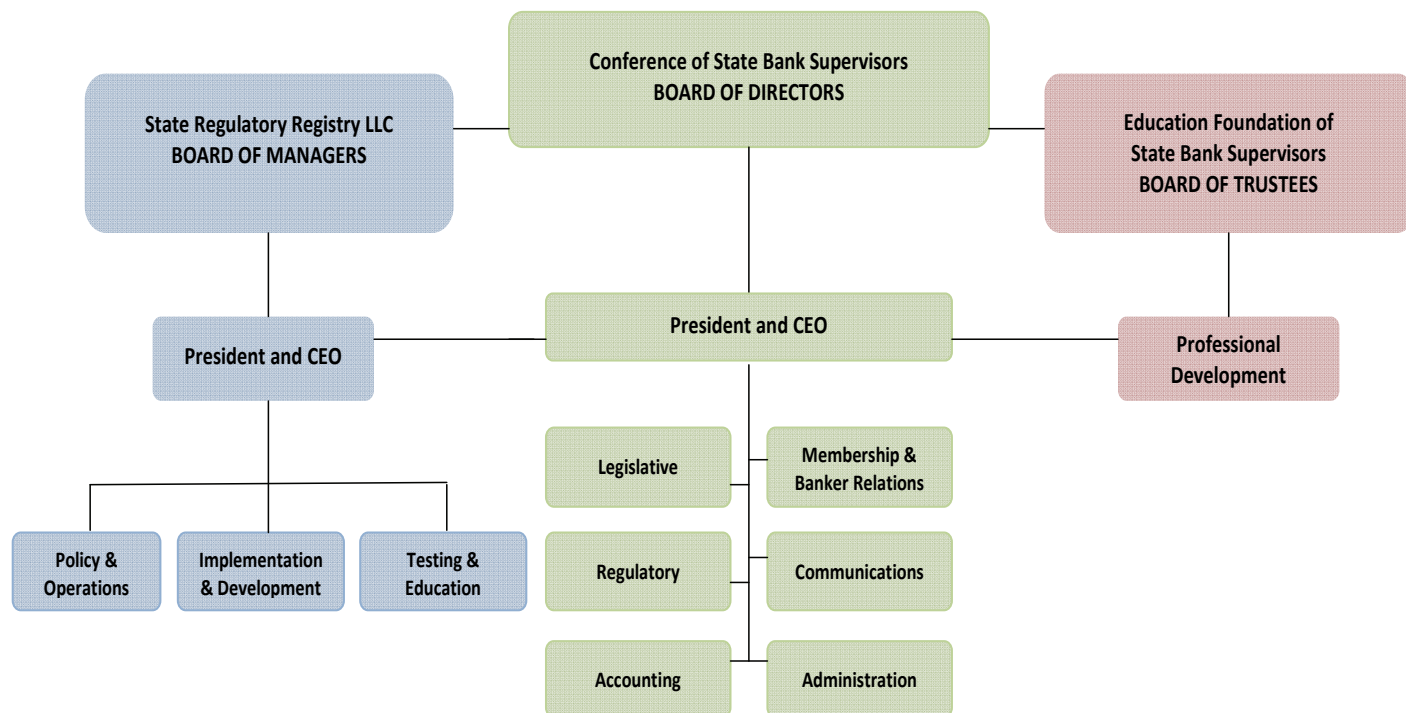 Conference of State Bank Supervisors
BOARD OF DIRECTORS
State Regulatory Registry LLC
BOARD OF MANAGERS
Education Foundation of
State Bank Supervisors
BOARD OF TRUSTEES
President and CEO
President and CEO
Professional
Development
Legislative
Membership &
Banker Relations
Policy &
Operations
Implementation
& Development
Testing &
Education
Regulatory
Communications
Accounting
Administration